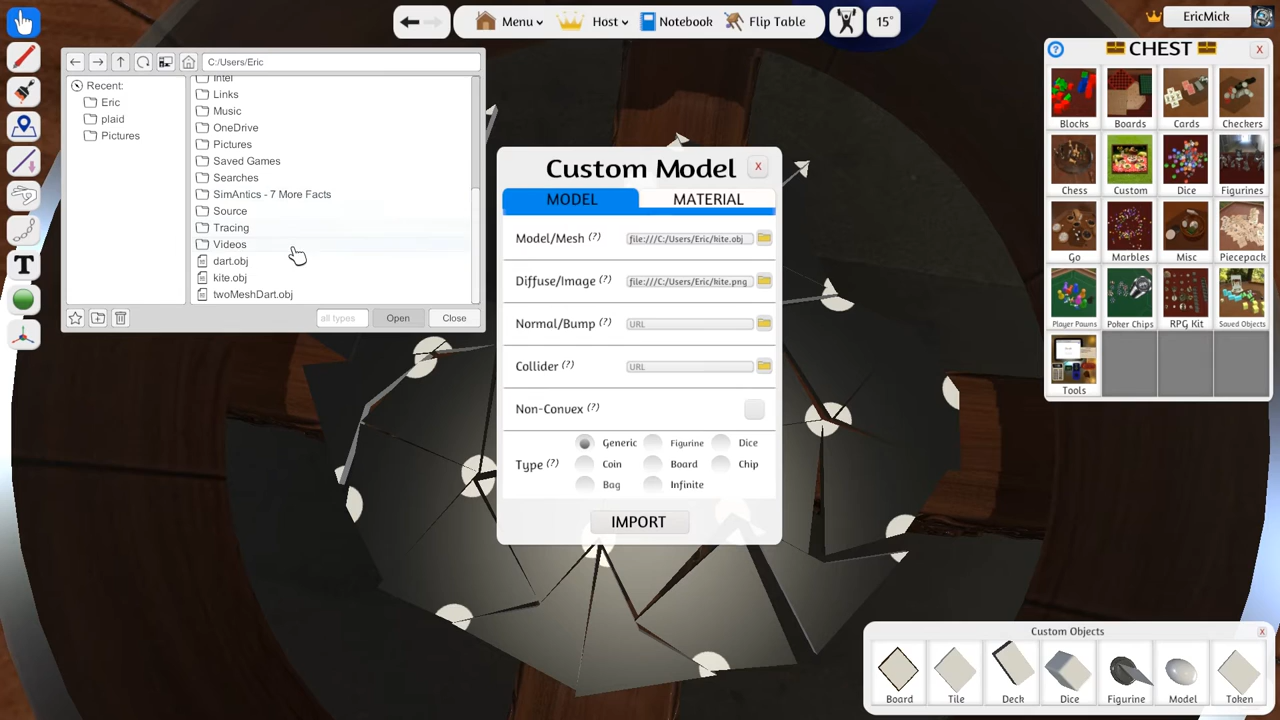 Menu
Host
Notebook
Flip Table
15°
EricMick
C:/Users/Eric
Recent:
Eric
plaid
Pictures
Intel
Links
Music
OneDrive
Pictures
Saved Games
Searches
SimAntics - 7 More Facts
Source
Tracing
Videos
dart.obj
kite.obj
twoMeshDart.obj
all types
Open
Close
Custom Model
X
MODEL
MATERIAL
Model/Mesh (?)
file:///C:/Users/Eric/kite.obj
Diffuse/Image (?)
file:///C:/Users/Eric/kite.png
Normal/Bump (?)
URL
Collider (?)
URL
Non-Convex (?)
Type (?)
Generic
Figurine
Dice
Coin
Board
Chip
Bag
Infinite
IMPORT
?
CHEST
X
Blocks
Boards
Cards
Checkers
Chess
Custom
Dice
Figurines
Go
Marbles
Misc
Piecepack
Player Pawns
Poker Chips
RPG Kit
Saved Objects
Tools
Custom Objects
X
Board
Tile
Deck
Dice
Figurine
Model
Token
T